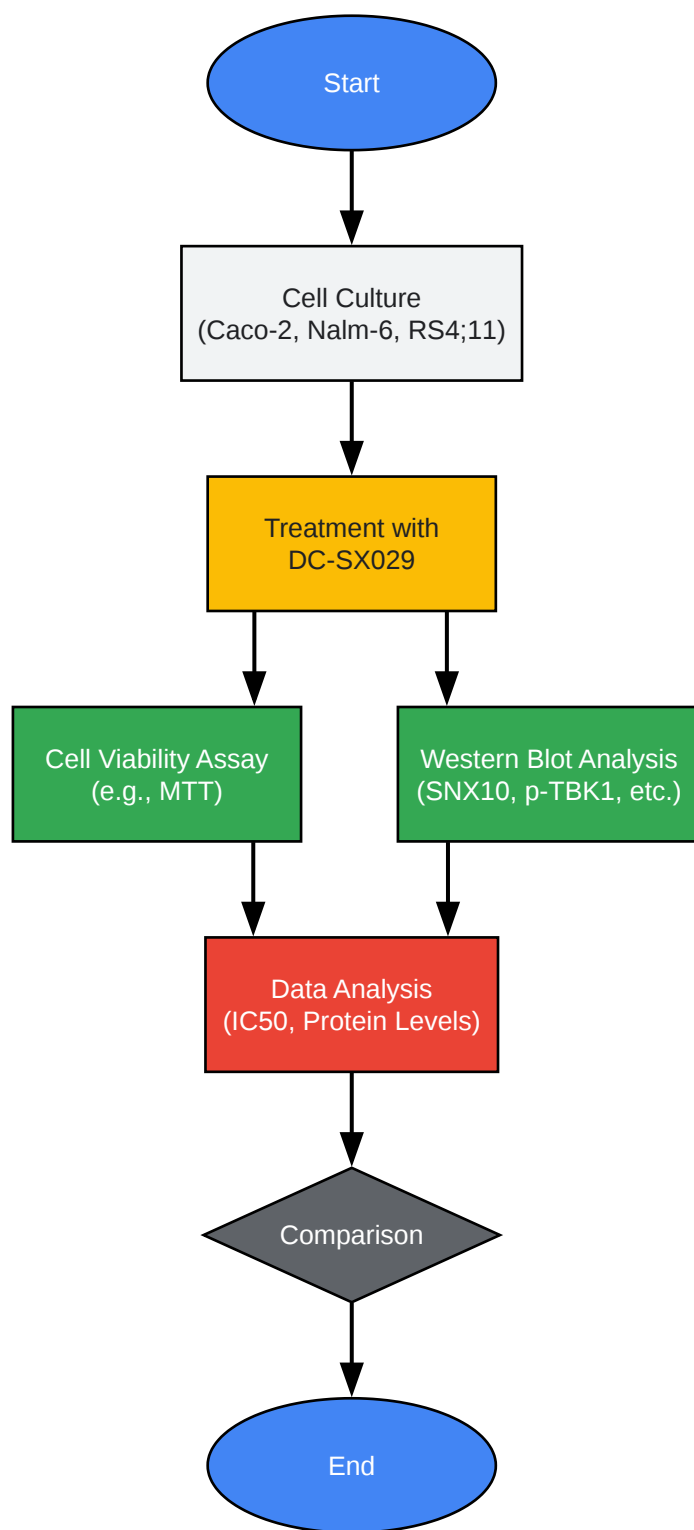 Start
Cell Culture
(Caco-2, Nalm-6, RS4;11)
Treatment with
DC-SX029
Cell Viability Assay
(e.g., MTT)
Western Blot Analysis
(SNX10, p-TBK1, etc.)
Data Analysis
(IC50, Protein Levels)
Comparison
End